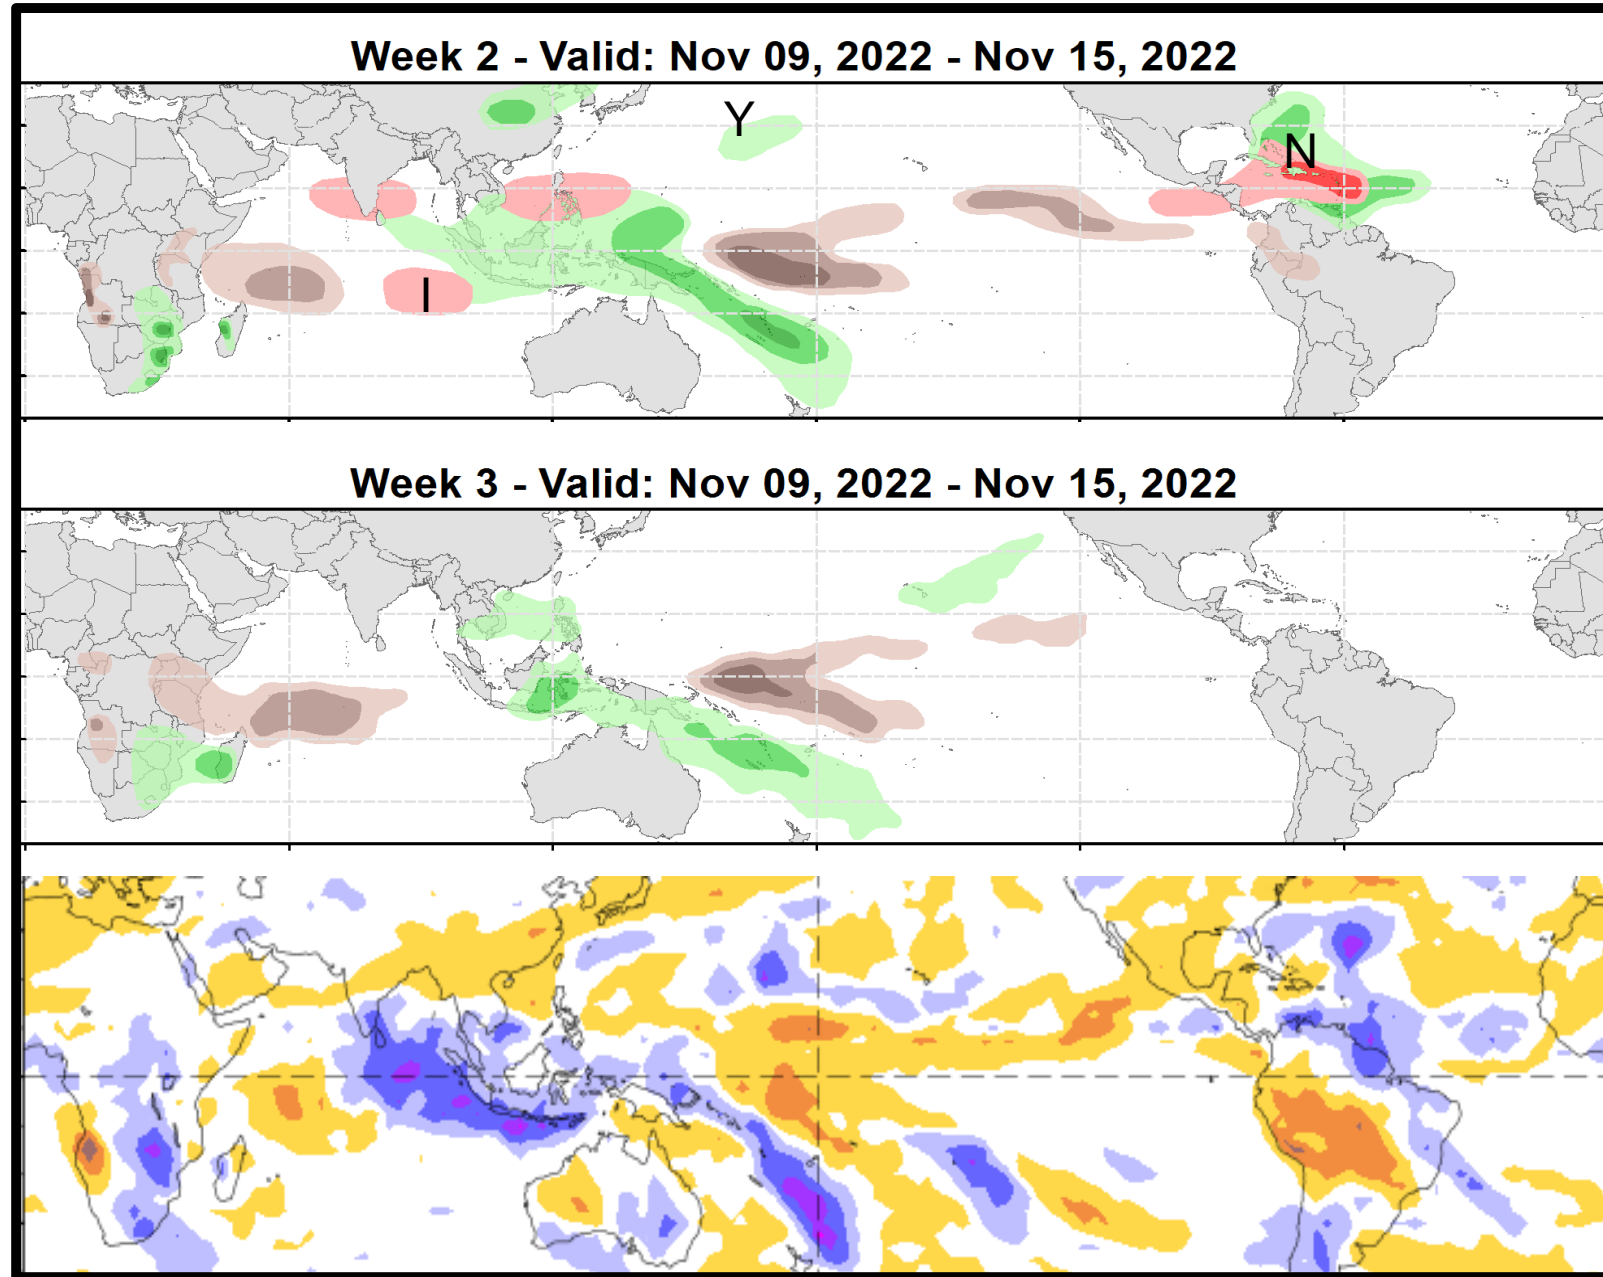 Week 2 - Valid: Nov 09, 2022 - Nov 15, 2022
Y
N
I
Week 3 - Valid: Nov 09, 2022 - Nov 15, 2022